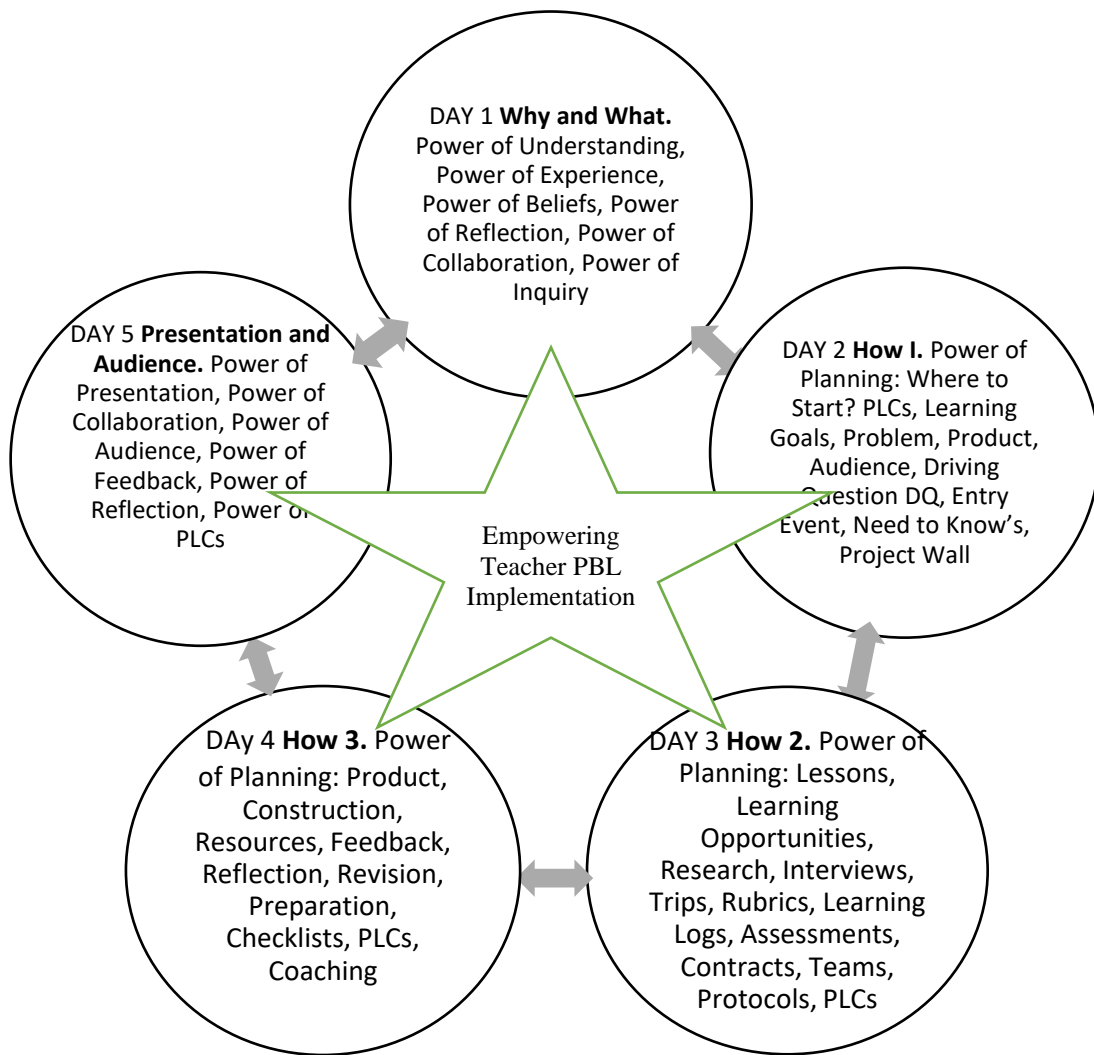 DAY 1 Why and What.
Power of Understanding,
Power of Experience,
Power of Beliefs, Power
of Reflection, Power of
Collaboration, Power of
Inquiry
DAY 2 How I. Power of
Planning: Where to
Start? PLCs, Learning
Goals, Problem, Product,
Audience, Driving
Question DQ, Entry
Event, Need to Know’s,
Project Wall
DAY 3 How 2. Power of
Planning: Lessons,
Learning
Opportunities,
Research, Interviews,
Trips, Rubrics, Learning
Logs, Assessments,
Contracts, Teams,
Protocols, PLCs
DAy 4 How 3. Power
of Planning: Product,
Construction,
Resources, Feedback,
Reflection, Revision,
Preparation,
Checklists, PLCs,
Coaching
DAY 5 Presentation and
Audience. Power of
Presentation, Power of
Collaboration, Power of
Audience, Power of
Feedback, Power of
Reflection, Power of
PLCs
Empowering
Teacher PBL
Implementation